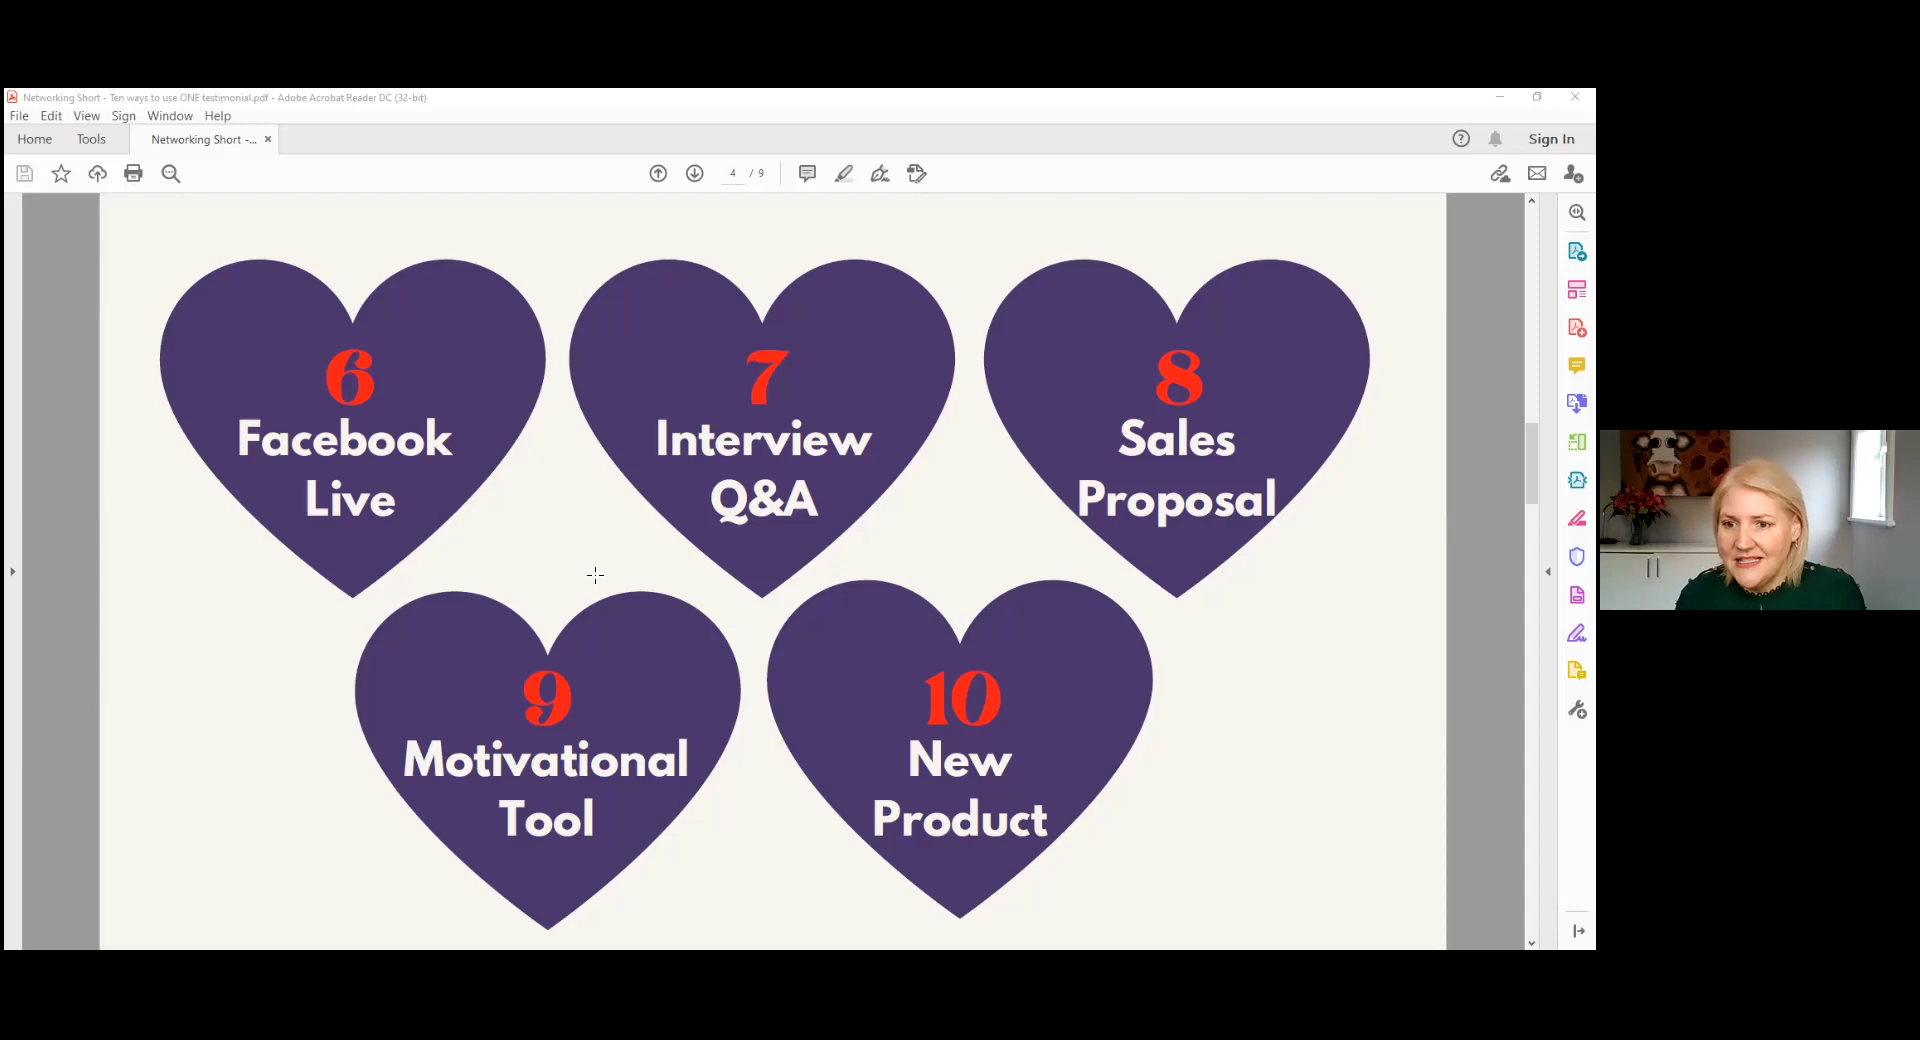 Networking Short - Ten ways to use ONE testimonial.pdf - Adobe Acrobat Reader DC (32-bit)
File Edit View Sign Window Help
Home Tools Networking Short -... × Sign In
4 / 9
6
Facebook
Live
7
Interview
Q&A
8
Sales
Proposal
9
Motivational
Tool
10
New
Product